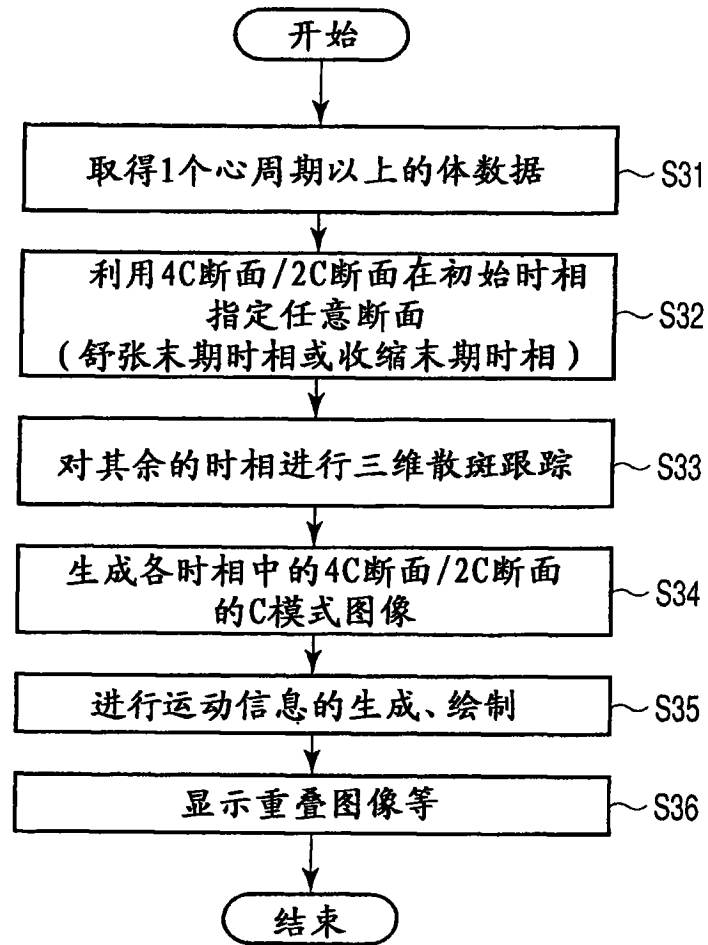 开始
取得1个心周期以上的体数据
S31
利用4C断面/2C断面在初始时相
指定任意断面
(舒张末期时相或收缩末期时相)
S32
对其余的时相进行三维散斑跟踪
S33
生成各时相中的4C断面/2C断面
的C模式图像
S34
进行运动信息的生成、绘制
S35
显示重叠图像等
S36
结束